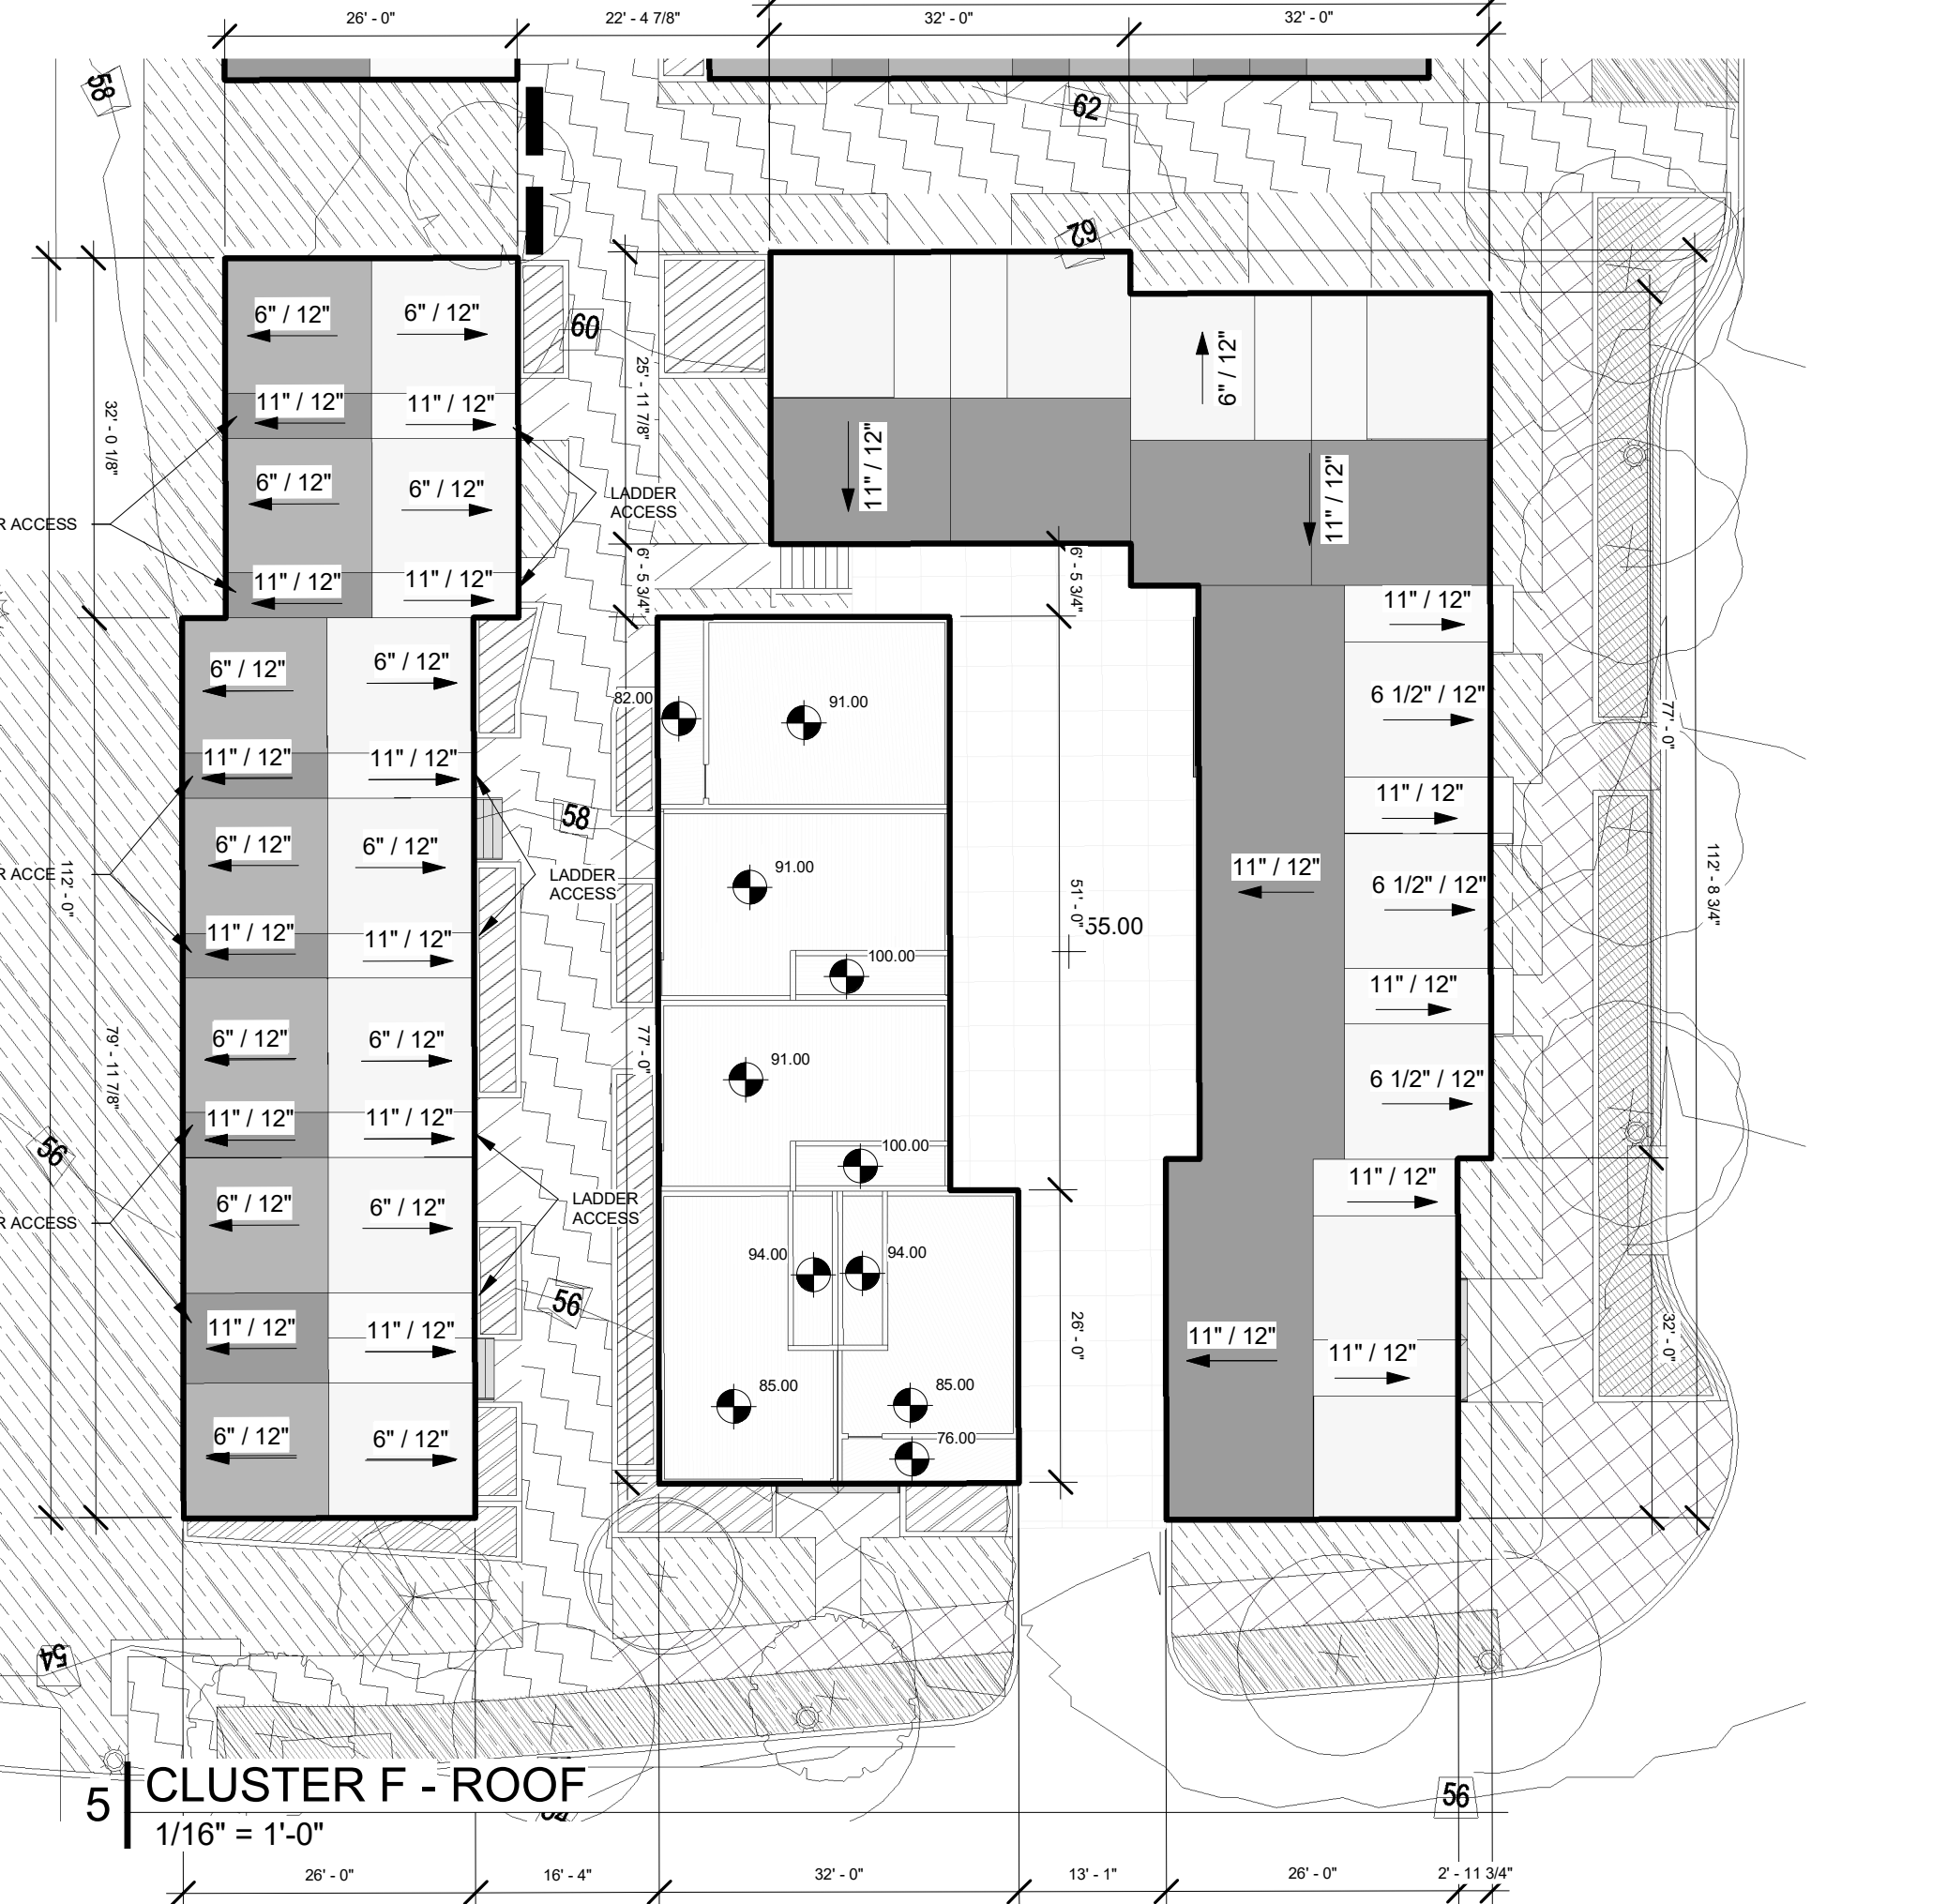 26' - 0" 22' - 4 7/8" 32' - 0" 32' - 0"
58
62
62
6" / 12" 6" / 12"
60
6" / 12"
25' - 11 7/8"
11" / 12" 11" / 12"
32' - 0 1/8"
11" / 12"
11" / 12"
6" / 12" 6" / 12"
LADDER
ACCESS
R ACCESS
11" / 12" 11" / 12"
6' - 5 3/4"
6' - 5 3/4"
11" / 12"
6" / 12" 6" / 12"
82.00
91.00
6 1/2" / 12"
77' - 0"
11" / 12" 11" / 12"
11" / 12"
58
6" / 12" 6" / 12"
91.00
11" / 12"
6 1/2" / 12"
112' - 8 3/4"
R ACCE
112' - 0"
LADDER
ACCESS
51' - 0"
55.00
11" / 12" 11" / 12"
100.00
11" / 12"
6" / 12" 6" / 12"
77' - 0"
91.00
79' - 11 7/8"
6 1/2" / 12"
11" / 12" 11" / 12"
56
100.00
11" / 12"
6" / 12" 6" / 12"
LADDER
ACCESS
R ACCESS
94.00 94.00
56
11" / 12" 11" / 12"
26' - 0"
11" / 12"
11" / 12"
32' - 0"
85.00 85.00
6" / 12" 6" / 12"
76.00
54
5
CLUSTER F - ROOF
1/16" = 1'-0"
56
26' - 0" 16' - 4" 32' - 0" 13' - 1" 26' - 0" 2' - 11 3/4"